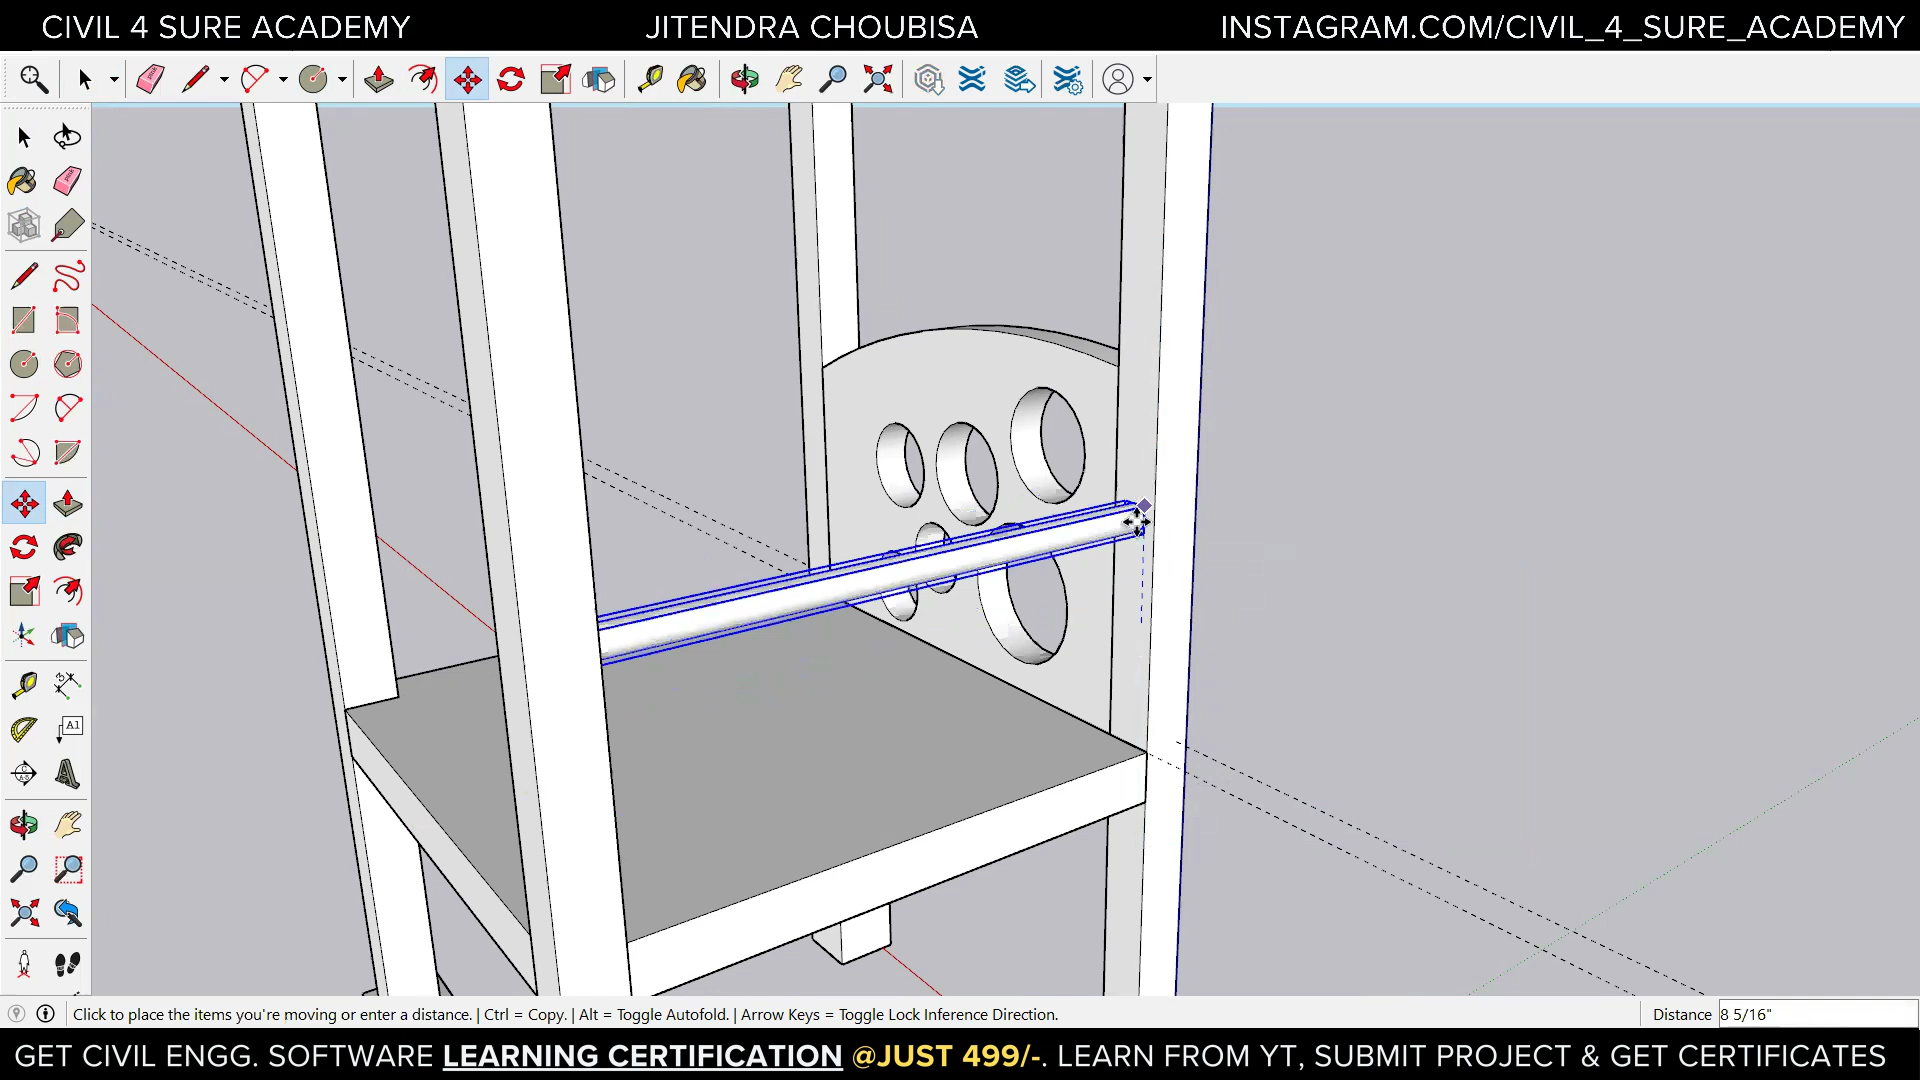 CIVIL 4 SURE ACADEMY JITENDRA CHOUBISA INSTAGRAM.COM/CIVIL_4_SURE_ACADEMY
A1
Click to place the items you're moving or enter a distance. | Ctrl = Copy. | Alt = Toggle Autofold. | Arrow Keys = Toggle Lock Inference Direction. Distance 8 5/16"
GET CIVIL ENGG. SOFTWARE LEARNING CERTIFICATION @JUST 499/-. LEARN FROM YT, SUBMIT PROJECT & GET CERTIFICATES